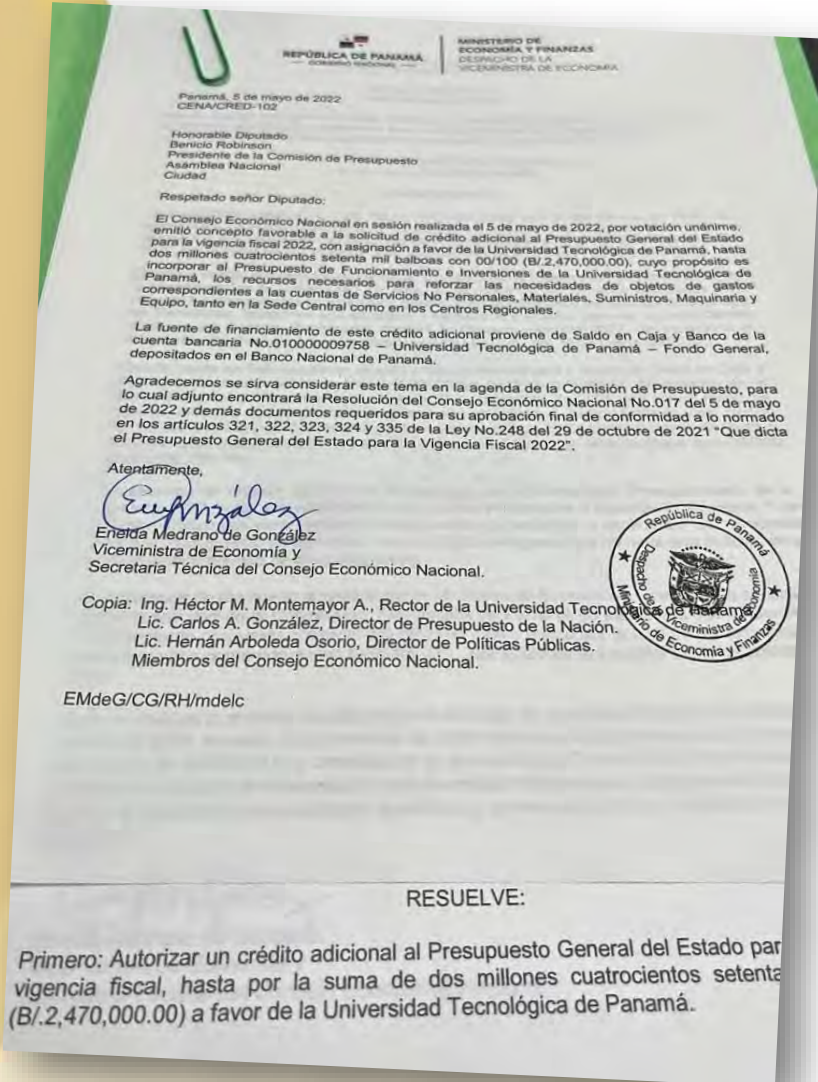 REPÚBLICA DE PANAMÁ
— GOBIERNO NACIONAL —
MINISTERIO DE
ECONOMÍA Y FINANZAS
DESPACHO DE LA
VICEMINISTRA DE ECONOMÍA
Panamá, 5 de mayo de 2022
CENA/CRED-102
Honorable Diputado
Benicio Robinson
Presidente de la Comisión de Presupuesto
Asamblea Nacional
Ciudad
Respetado señor Diputado:
El Consejo Económico Nacional en sesión realizada el 5 de mayo de 2022, por votación unánime,
emitió concepto favorable a la solicitud de crédito adicional al Presupuesto General del Estado
para la vigencia fiscal 2022, con asignación a favor de la Universidad Tecnológica de Panamá, hasta
dos millones cuatrocientos setenta mil balboas con 00/100 (B/.2,470,000.00), cuyo propósito es
incorporar al Presupuesto de Funcionamiento e Inversiones de la Universidad Tecnológica de
Panamá, los recursos necesarios para reforzar las necesidades de objetos de gastos
correspondientes a las cuentas de Servicios No Personales, Materiales, Suministros, Maquinaria y
Equipo, tanto en la Sede Central como en los Centros Regionales.
La fuente de financiamiento de este crédito adicional proviene de Saldo en Caja y Banco de la
cuenta bancaria No.010000009758 – Universidad Tecnológica de Panamá – Fondo General,
depositados en el Banco Nacional de Panamá.
Agradecemos se sirva considerar este tema en la agenda de la Comisión de Presupuesto, para
lo cual adjunto encontrará la Resolución del Consejo Económico Nacional No.017 del 5 de mayo
de 2022 y demás documentos requeridos para su aprobación final de conformidad a lo normado
en los artículos 321, 322, 323, 324 y 335 de la Ley No.248 del 29 de octubre de 2021 "Que dicta
el Presupuesto General del Estado para la Vigencia Fiscal 2022".
Atentamente,
Enelda Medrano de González
Viceministra de Economía y
Secretaria Técnica del Consejo Económico Nacional.
República de Panamá
Despacho de la Viceministra de Economía
Ministerio de Economía y Finanzas
Copia: Ing. Héctor M. Montemayor A., Rector de la Universidad Tecnológica de Panamá.
Lic. Carlos A. González, Director de Presupuesto de la Nación.
Lic. Hernán Arboleda Osorio, Director de Políticas Públicas.
Miembros del Consejo Económico Nacional.
EMdeG/CG/RH/mdelc
RESUELVE:
Primero: Autorizar un crédito adicional al Presupuesto General del Estado par
vigencia fiscal, hasta por la suma de dos millones cuatrocientos setenta
(B/.2,470,000.00) a favor de la Universidad Tecnológica de Panamá.